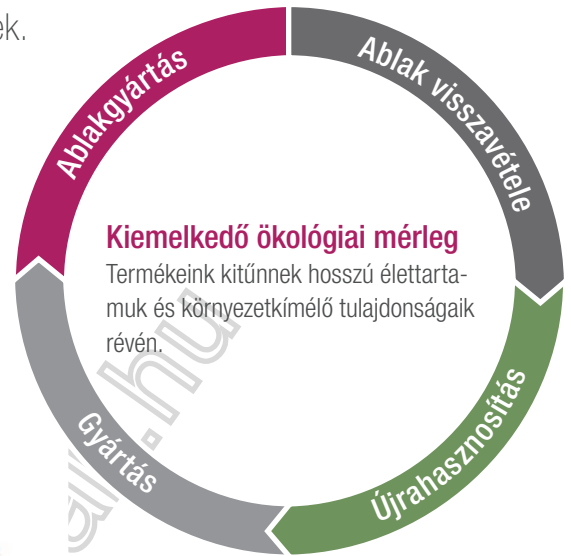 ek.
Ablakgyártás
Ablak visszavétele
Kiemelkedő ökológiai mérleg
Termékeink kitűnnek hosszú élettarta-
muk és környezetkímélő tulajdonságaik
révén.
Gyártás
Újrahasznosítás